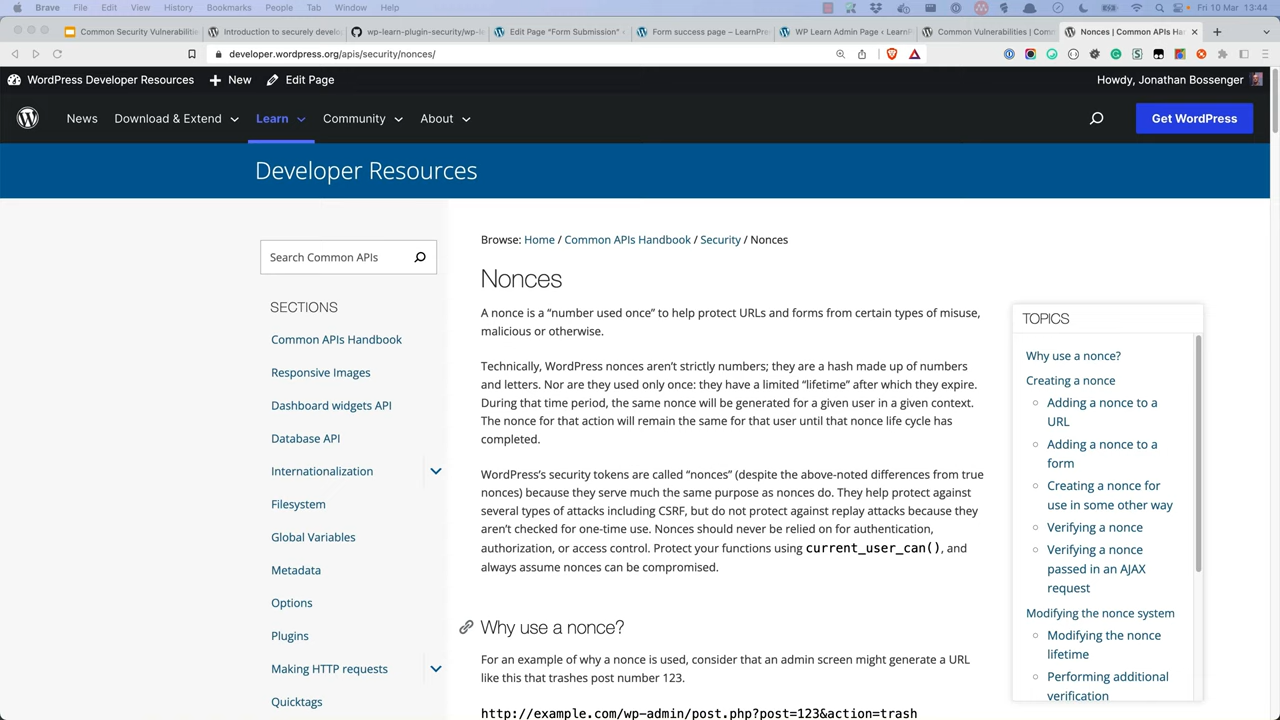 Brave File Edit View History Bookmarks People Tab Window Help Fri 10 Mar 13:44
Common Security Vulnerabilities Introduction to securely develo wp-learn-plugin-security/wp-le Edit Page “Form Submission” ‹ Form success page – LearnPres WP Learn Admin Page ‹ LearnP Common Vulnerabilities | Comm Nonces | Common APIs Ha
developer.wordpress.org/apis/security/nonces/
WordPress Developer Resources New Edit Page Howdy, Jonathan Bossenger
News Download & Extend Learn Community About Get WordPress
Developer Resources
Search Common APIs
SECTIONS
Common APIs Handbook
Responsive Images
Dashboard widgets API
Database API
Internationalization
Filesystem
Global Variables
Metadata
Options
Plugins
Making HTTP requests
Quicktags
Browse: Home / Common APIs Handbook / Security / Nonces
Nonces
A nonce is a “number used once” to help protect URLs and forms from certain types of misuse,
malicious or otherwise.
Technically, WordPress nonces aren’t strictly numbers; they are a hash made up of numbers
and letters. Nor are they used only once: they have a limited “lifetime” after which they expire.
During that time period, the same nonce will be generated for a given user in a given context.
The nonce for that action will remain the same for that user until that nonce life cycle has
completed.
WordPress’s security tokens are called “nonces” (despite the above-noted differences from true
nonces) because they serve much the same purpose as nonces do. They help protect against
several types of attacks including CSRF, but do not protect against replay attacks because they
aren’t checked for one-time use. Nonces should never be relied on for authentication,
authorization, or access control. Protect your functions using current_user_can(), and
always assume nonces can be compromised.
Why use a nonce?
For an example of why a nonce is used, consider that an admin screen might generate a URL
like this that trashes post number 123.
http://example.com/wp-admin/post.php?post=123&action=trash
TOPICS
Why use a nonce?
Creating a nonce
Adding a nonce to a
URL
Adding a nonce to a
form
Creating a nonce for
use in some other way
Verifying a nonce
Verifying a nonce
passed in an AJAX
request
Modifying the nonce system
Modifying the nonce
lifetime
Performing additional
verification